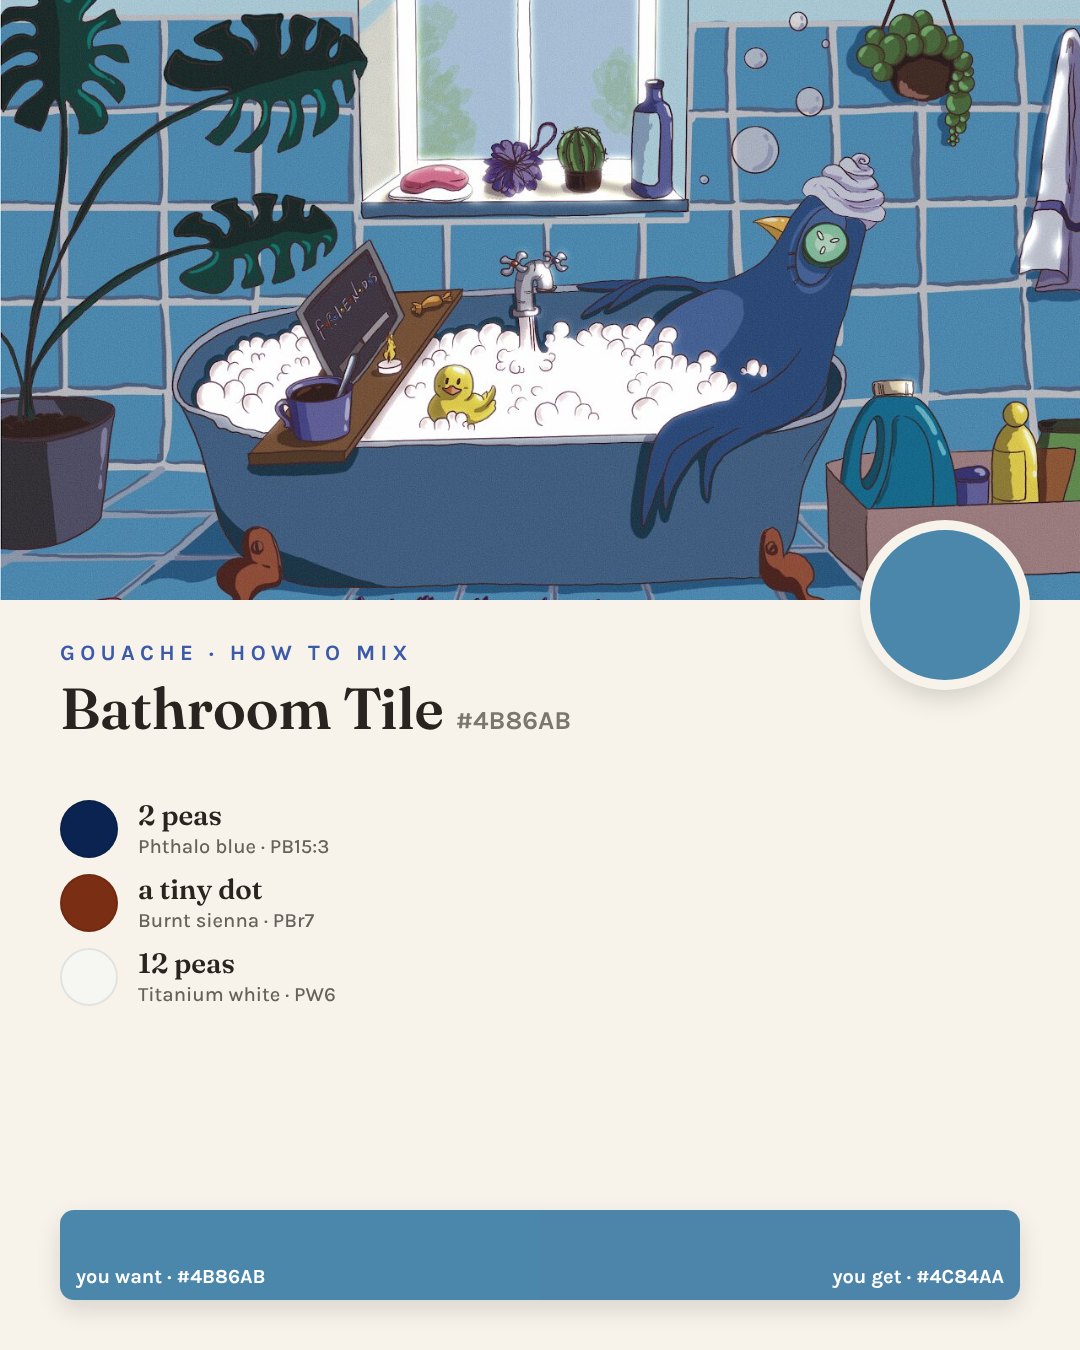 FRIENDS
GOUACHE · HOW TO MIX
Bathroom Tile #4B86AB
2 peas
Phthalo blue · PB15:3
a tiny dot
Burnt sienna · PBr7
12 peas
Titanium white · PW6
you want · #4B86AB
you get · #4C84AA